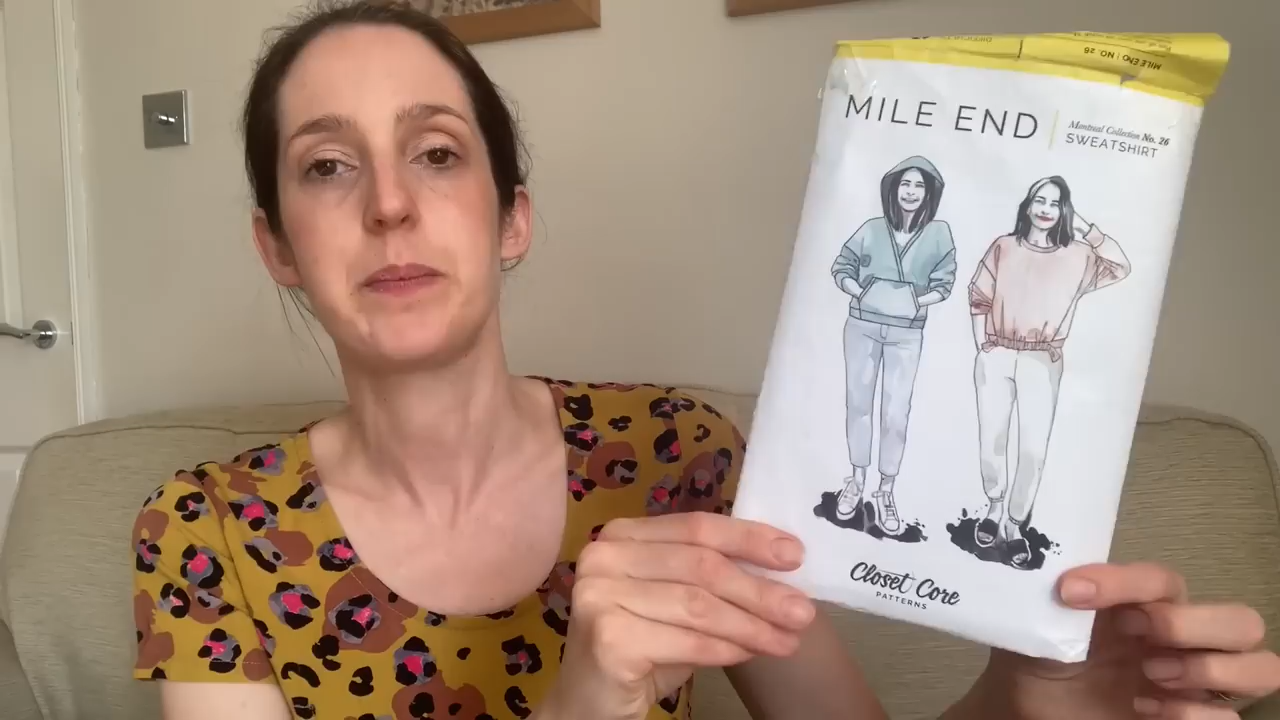 MILE END | NO. 26
MILE END
Montreal Collection No. 26
SWEATSHIRT
Closet Core
PATTERNS